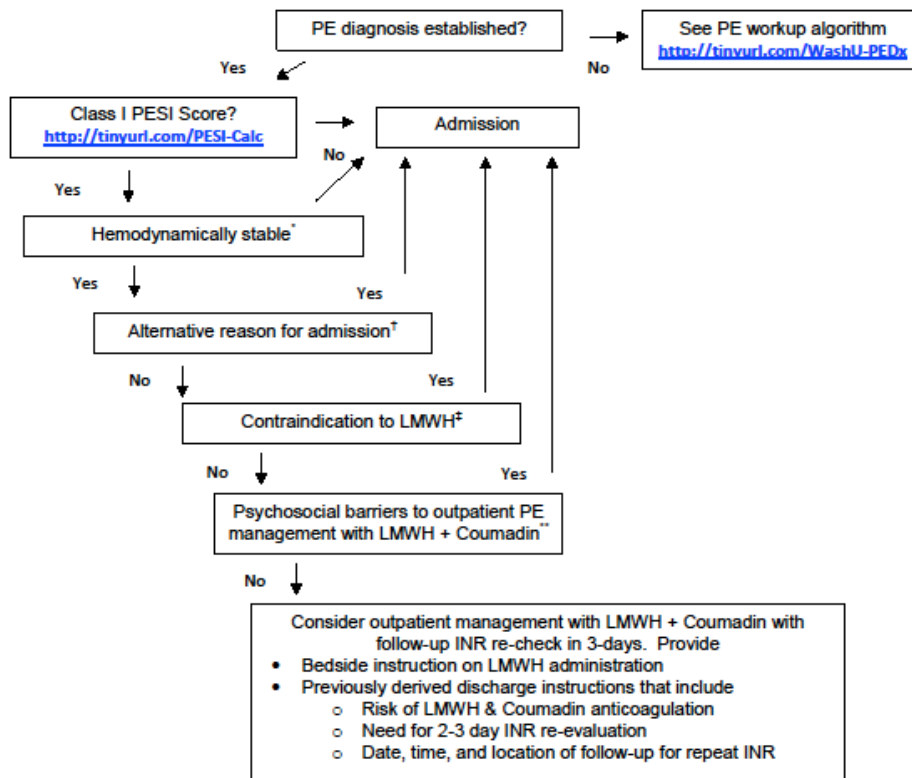 PE diagnosis established?
See PE workup algorithm
http://tinyurl.com/WashU-PEDx
Yes
No
Class I PESI Score?
http://tinyurl.com/PESI-Calc
Admission
No
Yes
Hemodynamically stable*
Yes
Yes
Alternative reason for admission†
No
Yes
Contraindication to LMWH‡
No
Yes
Psychosocial barriers to outpatient PE
management with LMWH + Coumadin**
No
Consider outpatient management with LMWH + Coumadin with
follow-up INR re-check in 3-days. Provide
• Bedside instruction on LMWH administration
• Previously derived discharge instructions that include
o Risk of LMWH & Coumadin anticoagulation
o Need for 2-3 day INR re-evaluation
o Date, time, and location of follow-up for repeat INR